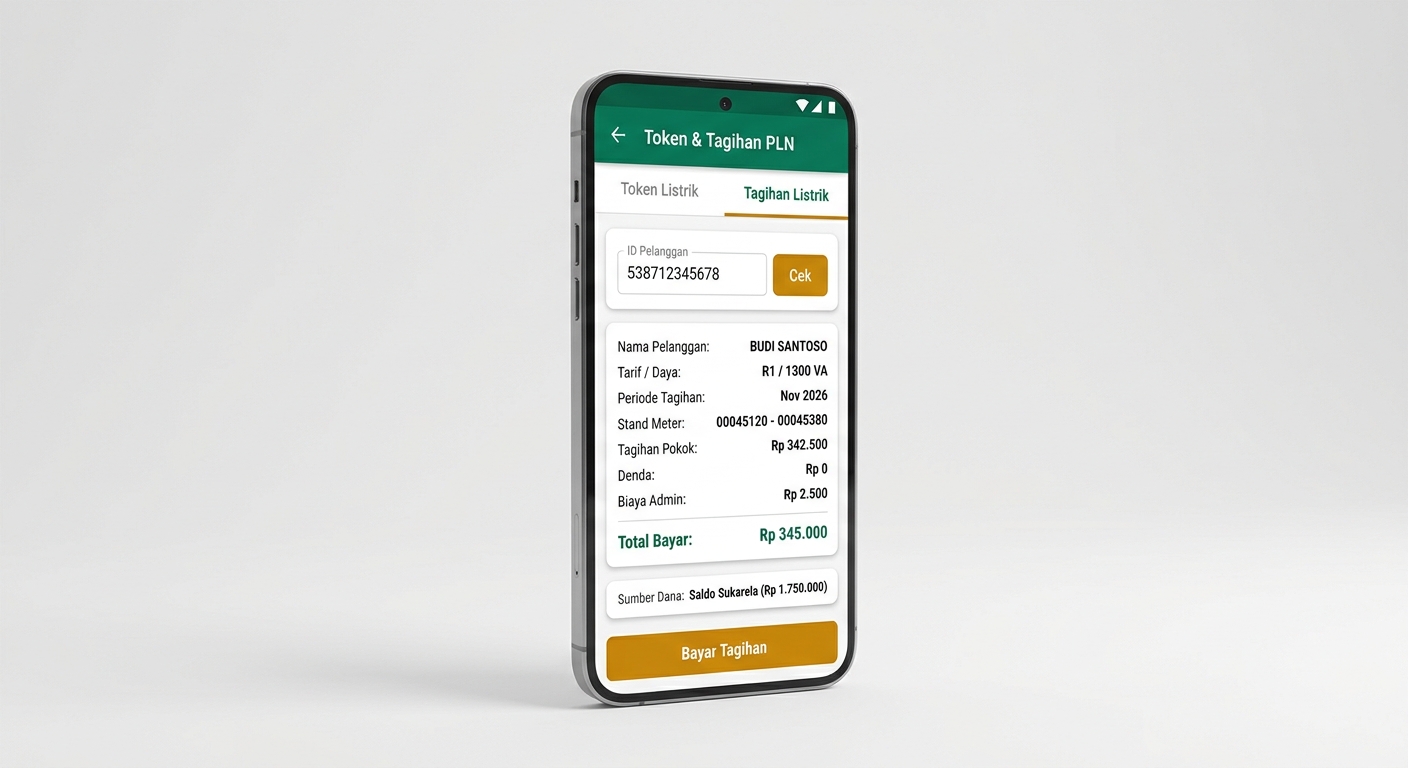 Token & Tagihan PLN
Token Listrik Tagihan Listrik
ID Pelanggan
538712345678 Cek
Nama Pelanggan: BUDI SANTOSO
Tarif / Daya: R1 / 1300 VA
Periode Tagihan: Nov 2026
Stand Meter: 00045120 - 00045380
Tagihan Pokok: Rp 342.500
Denda: Rp 0
Biaya Admin: Rp 2.500
Total Bayar: Rp 345.000
Sumber Dana: Saldo Sukarela (Rp 1.750.000)
Bayar Tagihan